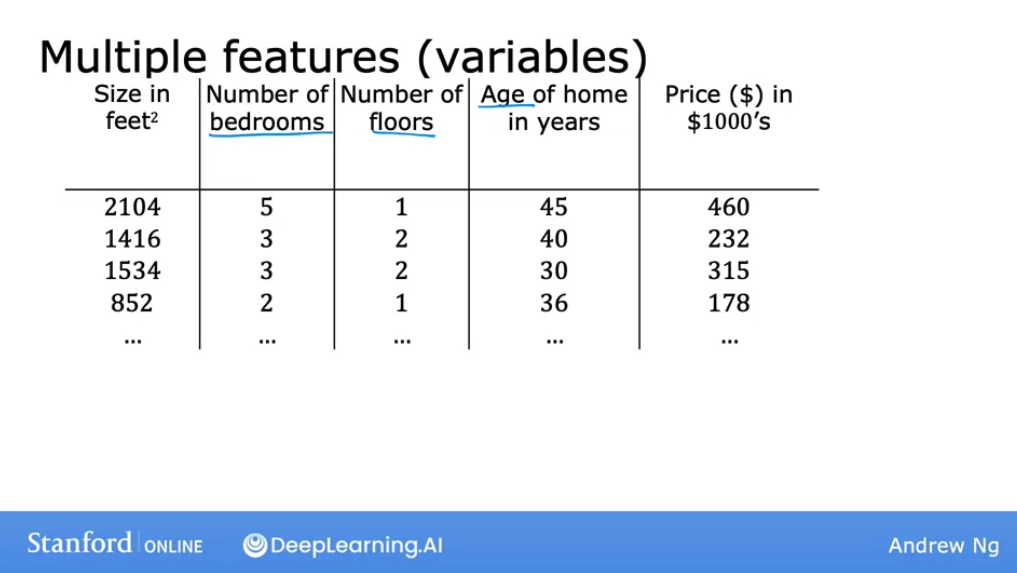 Multiple features (variables)
Size in Number of Number of Age of home Price ($) in
feet² bedrooms floors in years $1000’s
2104 5 1 45 460
1416 3 2 40 232
1534 3 2 30 315
852 2 1 36 178
... ... ... ... ...
Stanford ONLINE DeepLearning.AI Andrew Ng